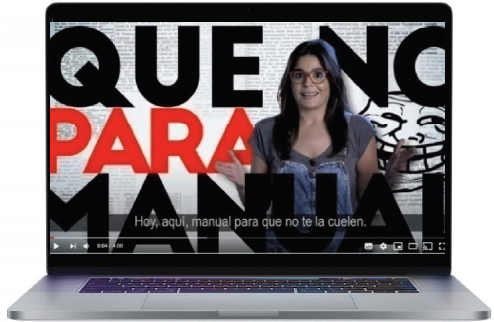 QUE NO
PARA
MANUAL
Hoy, aquí, manual para que no te la cuelen.
0:04 / 4:00